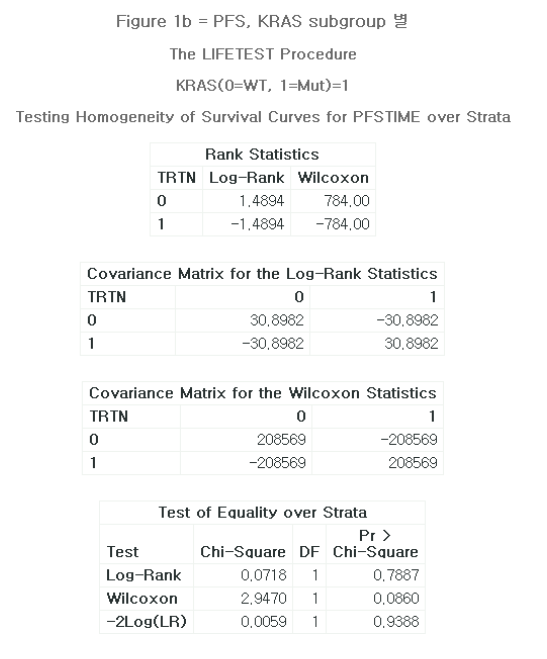 Figure 1b = PFS, KRAS subgroup 별
The LIFETEST Procedure
KRAS(0=WT, 1=Mut)=1
Testing Homogeneity of Survival Curves for PFSTIME over Strata
Rank Statistics
TRTN Log-Rank Wilcoxon
0 1.4894 784.00
1 -1.4894 -784.00
Covariance Matrix for the Log-Rank Statistics
TRTN 0 1
0 30.8982 -30.8982
1 -30.8982 30.8982
Covariance Matrix for the Wilcoxon Statistics
TRTN 0 1
0 208569 -208569
1 -208569 208569
Test of Equality over Strata
Test Chi-Square DF Pr > Chi-Square
Log-Rank 0.0718 1 0.7887
Wilcoxon 2.9470 1 0.0860
-2Log(LR) 0.0059 1 0.9388